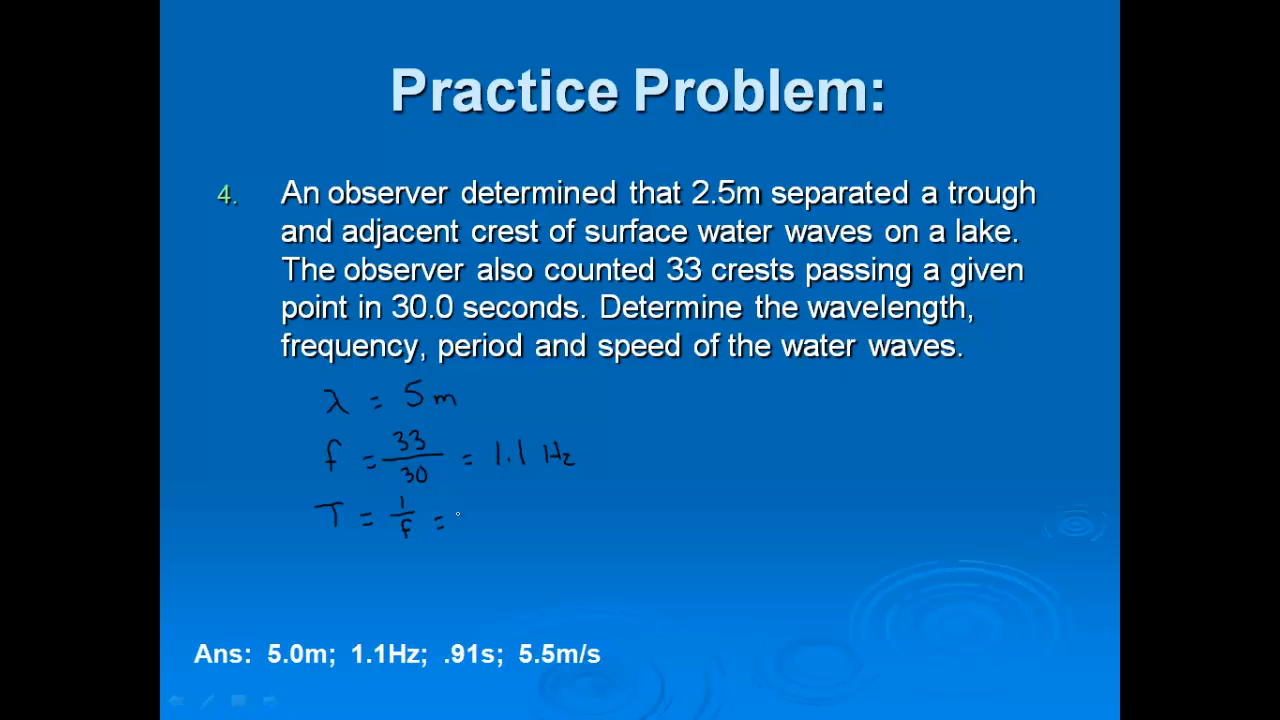 Practice Problem:
4. An observer determined that 2.5m separated a trough
and adjacent crest of surface water waves on a lake.
The observer also counted 33 crests passing a given
point in 30.0 seconds. Determine the wavelength,
frequency, period and speed of the water waves.
λ = 5 m
f = 33/30 = 1.1 Hz
T = 1/f =
Ans: 5.0m; 1.1Hz; .91s; 5.5m/s